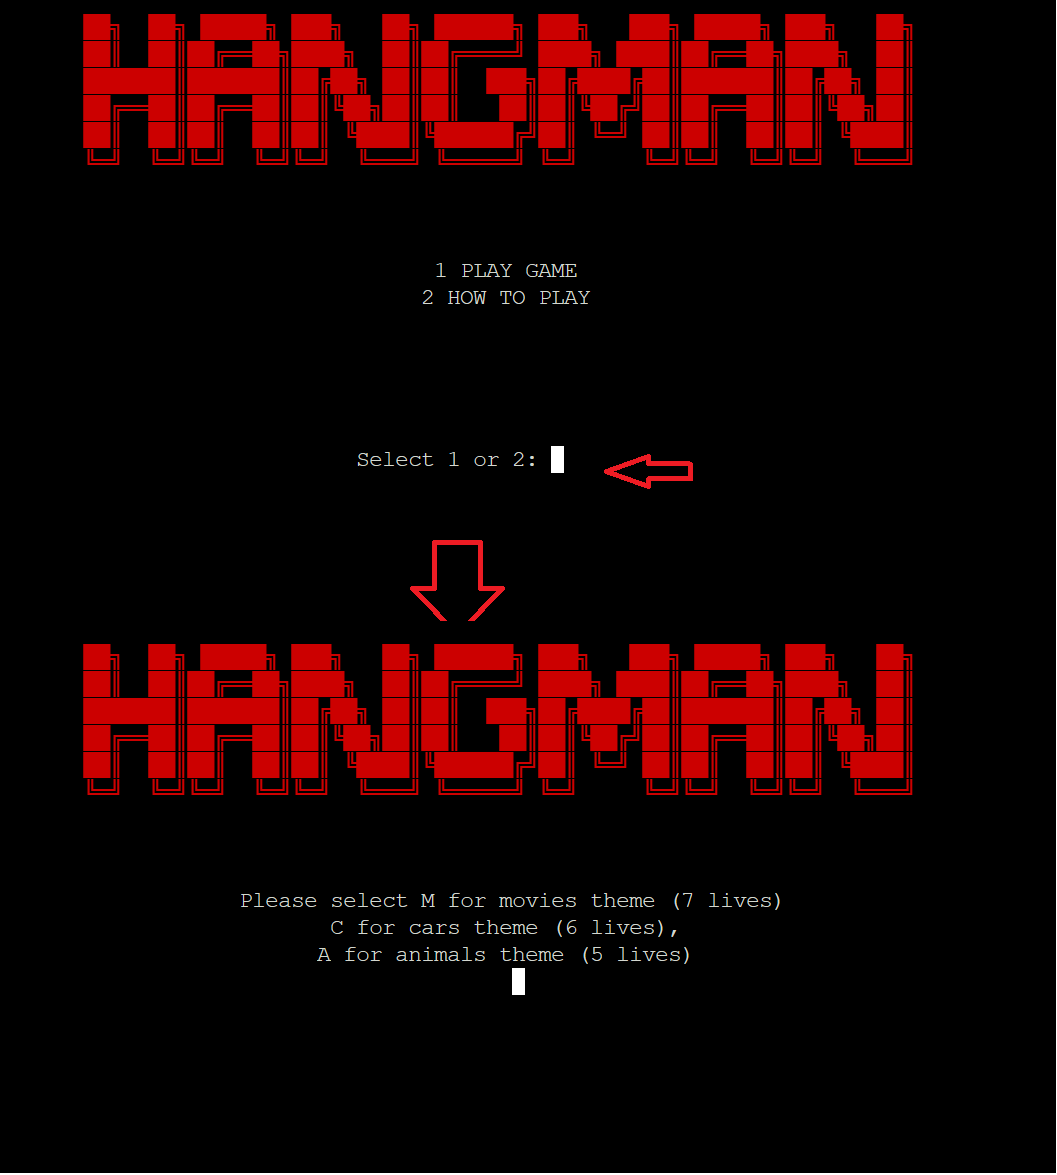 HANGMAN
1 PLAY GAME
2 HOW TO PLAY
Select 1 or 2:
HANGMAN
Please select M for movies theme (7 lives)
C for cars theme (6 lives),
A for animals theme (5 lives)